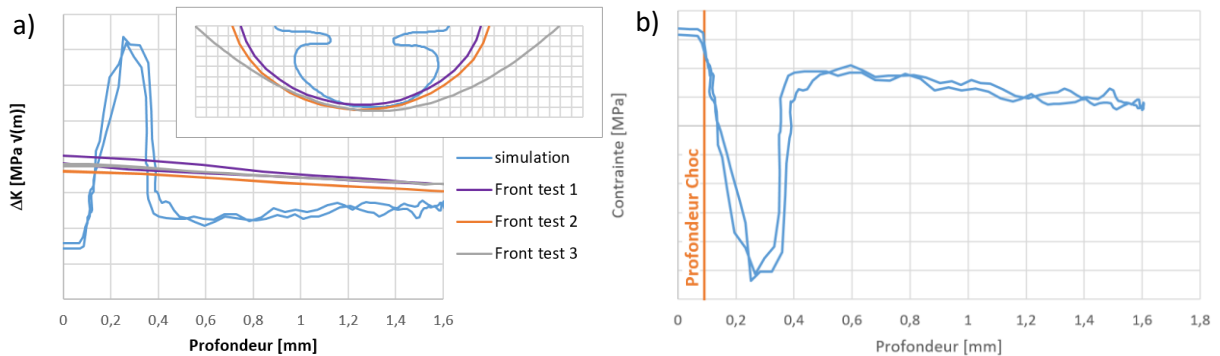 a)
ΔK [MPa √(m)]
simulation
Front test 1
Front test 2
Front test 3
0 0,2 0,4 0,6 0,8 1 1,2 1,4 1,6
Profondeur [mm]
b)
Contrainte [MPa]
Profondeur Choc
0 0,2 0,4 0,6 0,8 1 1,2 1,4 1,6 1,8
Profondeur [mm]